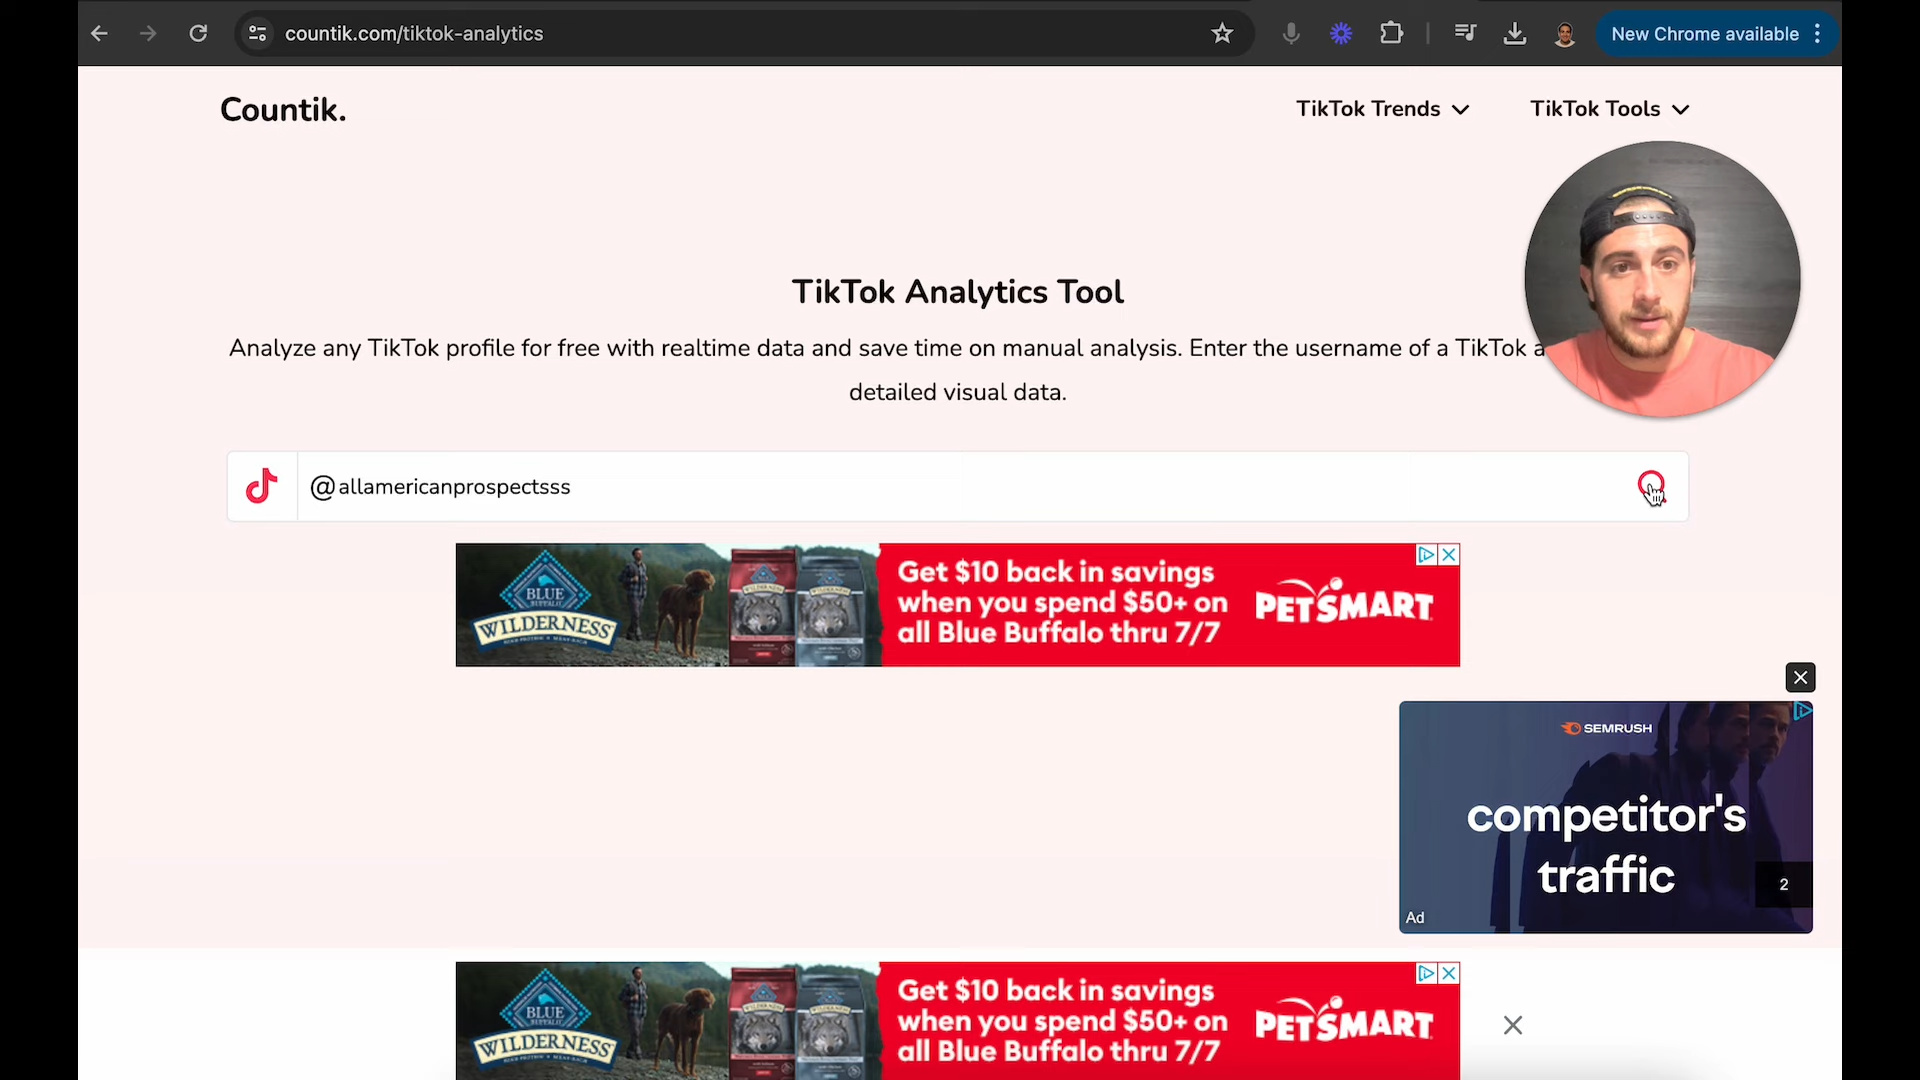 countik.com/tiktok-analytics
New Chrome available
Countik.
TikTok Trends
TikTok Tools
TikTok Analytics Tool
Analyze any TikTok profile for free with realtime data and save time on manual analysis. Enter the username of a TikTok a
detailed visual data.
@allamericanprospectsss
BLUE
BUFFALO
WILDERNESS
Get $10 back in savings
when you spend $50+ on
all Blue Buffalo thru 7/7
PETSMART
SEMRUSH
competitor's
traffic
2
Ad
BLUE
BUFFALO
WILDERNESS
Get $10 back in savings
when you spend $50+ on
all Blue Buffalo thru 7/7
PETSMART